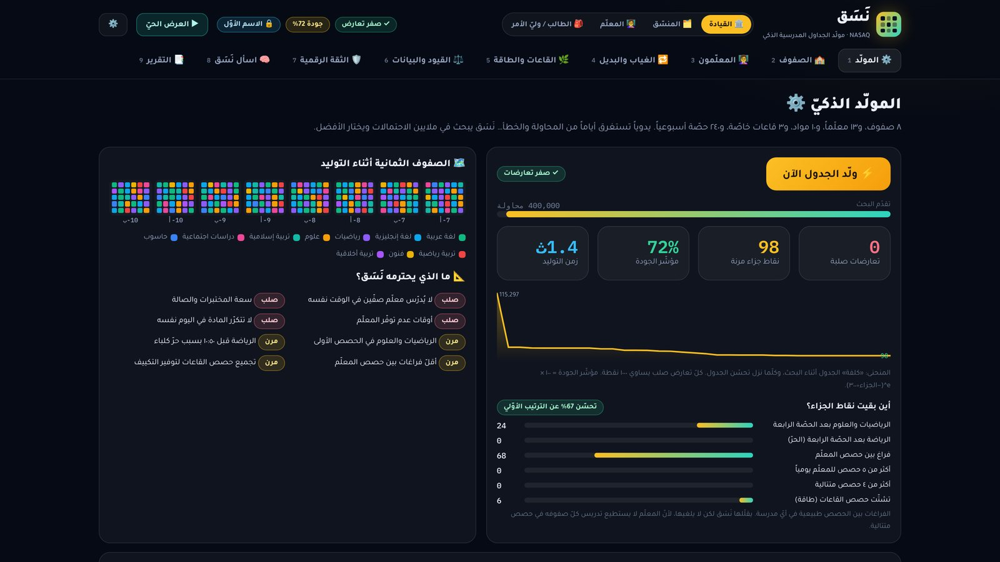 نَسَق
NASAQ · مولّد الجداول المدرسية الذكي
🏛️ القيادة
🗂️ المنسّق
👩‍🏫 المعلّم
🎒 الطالب / وليّ الأمر
✓ صفر تعارض
جودة 72%
🔒 الاسم الأوّل
▶ العرض الحيّ
⚙️
⚙️ المولّد 1
🏫 الصفوف 2
👩‍🏫 المعلّمون 3
🔁 الغياب والبديل 4
🌿 القاعات والطاقة 5
⚖️ القيود والبيانات 6
🛡️ الثقة الرقمية 7
🧠 اسأل نَسَق 8
📑 التقرير 9
المولّد الذكيّ ⚙️
٨ صفوف، و١٣ معلّماً، و١٠ مواد، و٣ قاعات خاصّة، و٢٤٠ حصّة أسبوعياً. يدوياً تستغرق أياماً من المحاولة والخطأ… نَسَق يبحث في ملايين الاحتمالات ويختار الأفضل.
⚡ ولّد الجدول الآن
✓ صفر تعارضات
تقدّم البحث
400,000 محاولة
0
تعارضات صلبة
98
نقاط جزاء مرنة
72%
مؤشّر الجودة
1.4ث
زمن التوليد
115,297
98
المنحنى: «كلفة» الجدول أثناء البحث، وكلّما نزل تحسّن الجدول. كلّ تعارض صلب يساوي ١٠٠٠ نقطة. مؤشّر الجودة = ١٠٠ ×
e^(−الجزاء÷٣٠٠).
أين بقيت نقاط الجزاء؟
تحسّن 67% عن الترتيب الأوّلي
الرياضيات والعلوم بعد الحصّة الرابعة 24
الرياضة بعد الحصّة الرابعة (الحرّ) 0
فراغ بين حصص المعلّم 68
أكثر من ٥ حصص للمعلّم يومياً 0
أكثر من ٤ حصص متتالية 0
تشتّت حصص القاعات (طاقة) 6
الفراغات بين الحصص طبيعية في أيّ مدرسة. يقلّلها نَسَق لكن لا يلغيها، لأنّ المعلّم لا يستطيع تدريس كلّ صفوفه في حصص
متتالية.
🗺️ الصفوف الثمانية أثناء التوليد
7-أ
7-ب
8-أ
8-ب
9-أ
9-ب
10-أ
10-ب
لغة عربية
لغة إنجليزية
رياضيات
علوم
تربية إسلامية
دراسات اجتماعية
حاسوب
تربية رياضية
فنون
تربية أخلاقية
📐 ما الذي يحترمه نَسَق؟
صلب لا يُدرّس معلّم صفّين في الوقت نفسه
صلب سعة المختبرات والصالة
صلب أوقات عدم توفّر المعلّم
صلب لا تتكرّر المادة في اليوم نفسه
مرن الرياضيات والعلوم في الحصص الأولى
مرن الرياضة قبل ١٠:٥٠ بسبب حرّ كلباء
مرن أقلّ فراغات بين حصص المعلّم
مرن تجميع حصص القاعات لتوفير التكييف